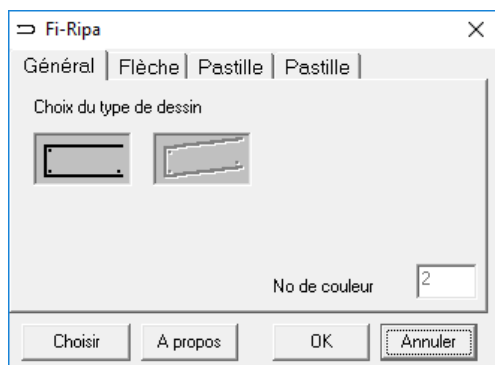 Fi-Ripa
Général Flèche Pastille Pastille
Choix du type de dessin
No de couleur 2
Choisir A propos OK Annuler